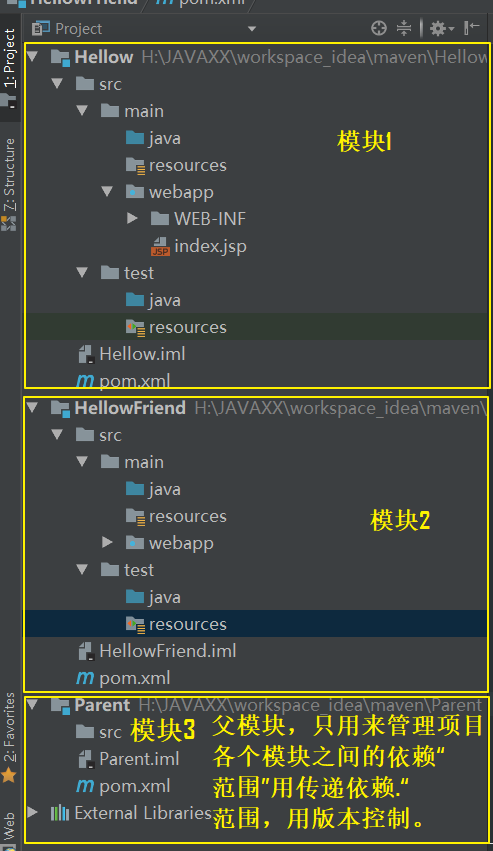 HellowFriend pom.xml
Project
Hellow H:\JAVAXX\workspace_idea\maven\Hellow
src
main
java
resources
模块1
webapp
WEB-INF
index.jsp
test
java
resources
Hellow.iml
pom.xml
HellowFriend H:\JAVAXX\workspace_idea\maven\
src
main
java
resources
模块2
webapp
test
java
resources
HellowFriend.iml
pom.xml
Parent H:\JAVAXX\workspace_idea\maven\Parent
src
Parent.iml
pom.xml
External Libraries
模块3
父模块，只用来管理项目
各个模块之间的依赖“
范围”用传递依赖.“
范围，用版本控制。
1: Project
7: Structure
2: Favorites
Web
JSP